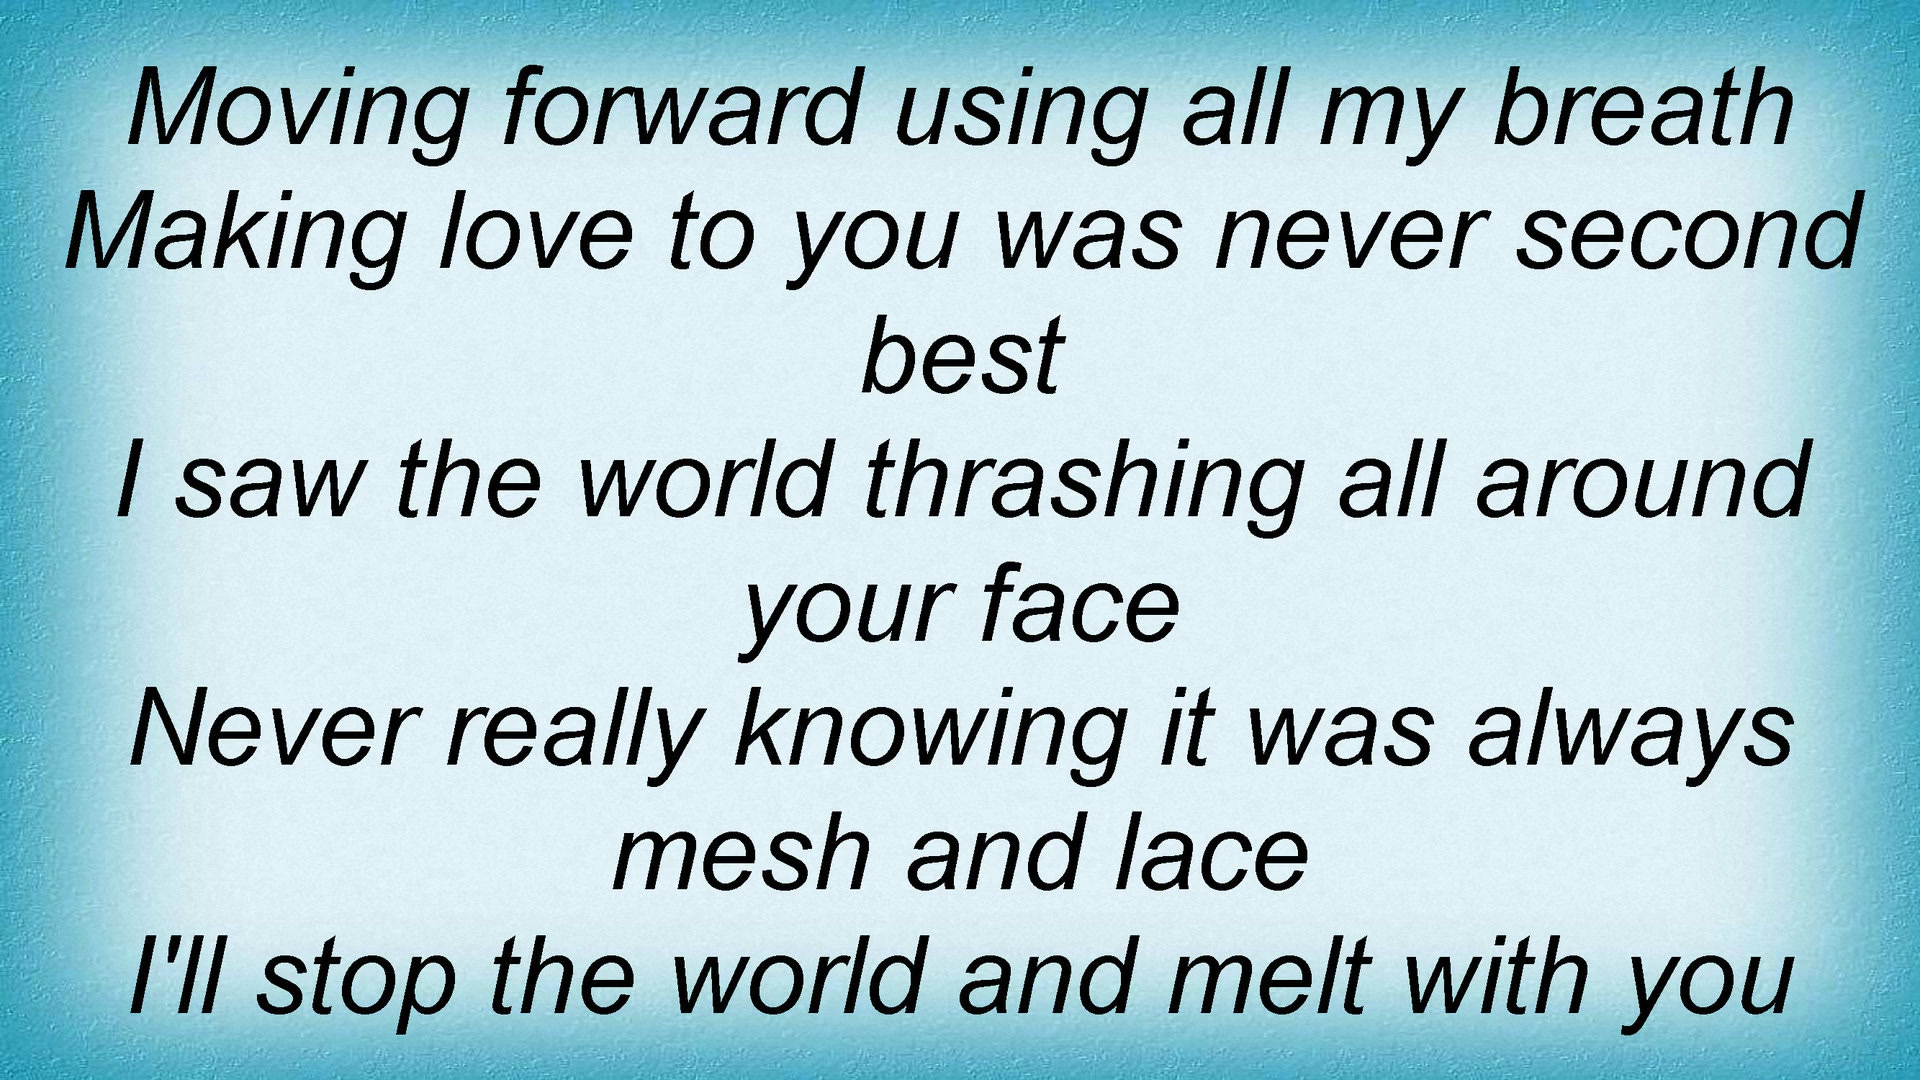 Moving forward using all my breath
Making love to you was never second
best
I saw the world thrashing all around
your face
Never really knowing it was always
mesh and lace
I'll stop the world and melt with you